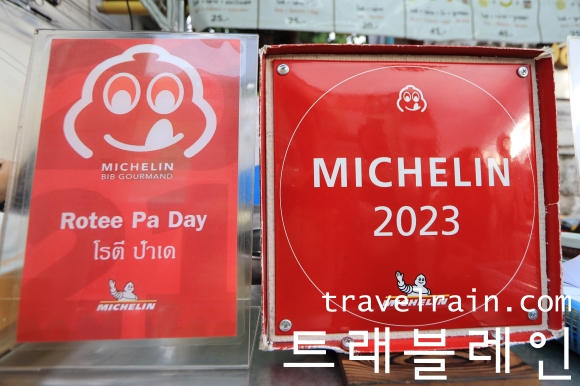 MICHELIN
BIB GOURMAND
Rotee Pa Day
โรตี ป้าเด
MICHELIN
MICHELIN
2023
MICHELIN
travelrain.com
트래블레인